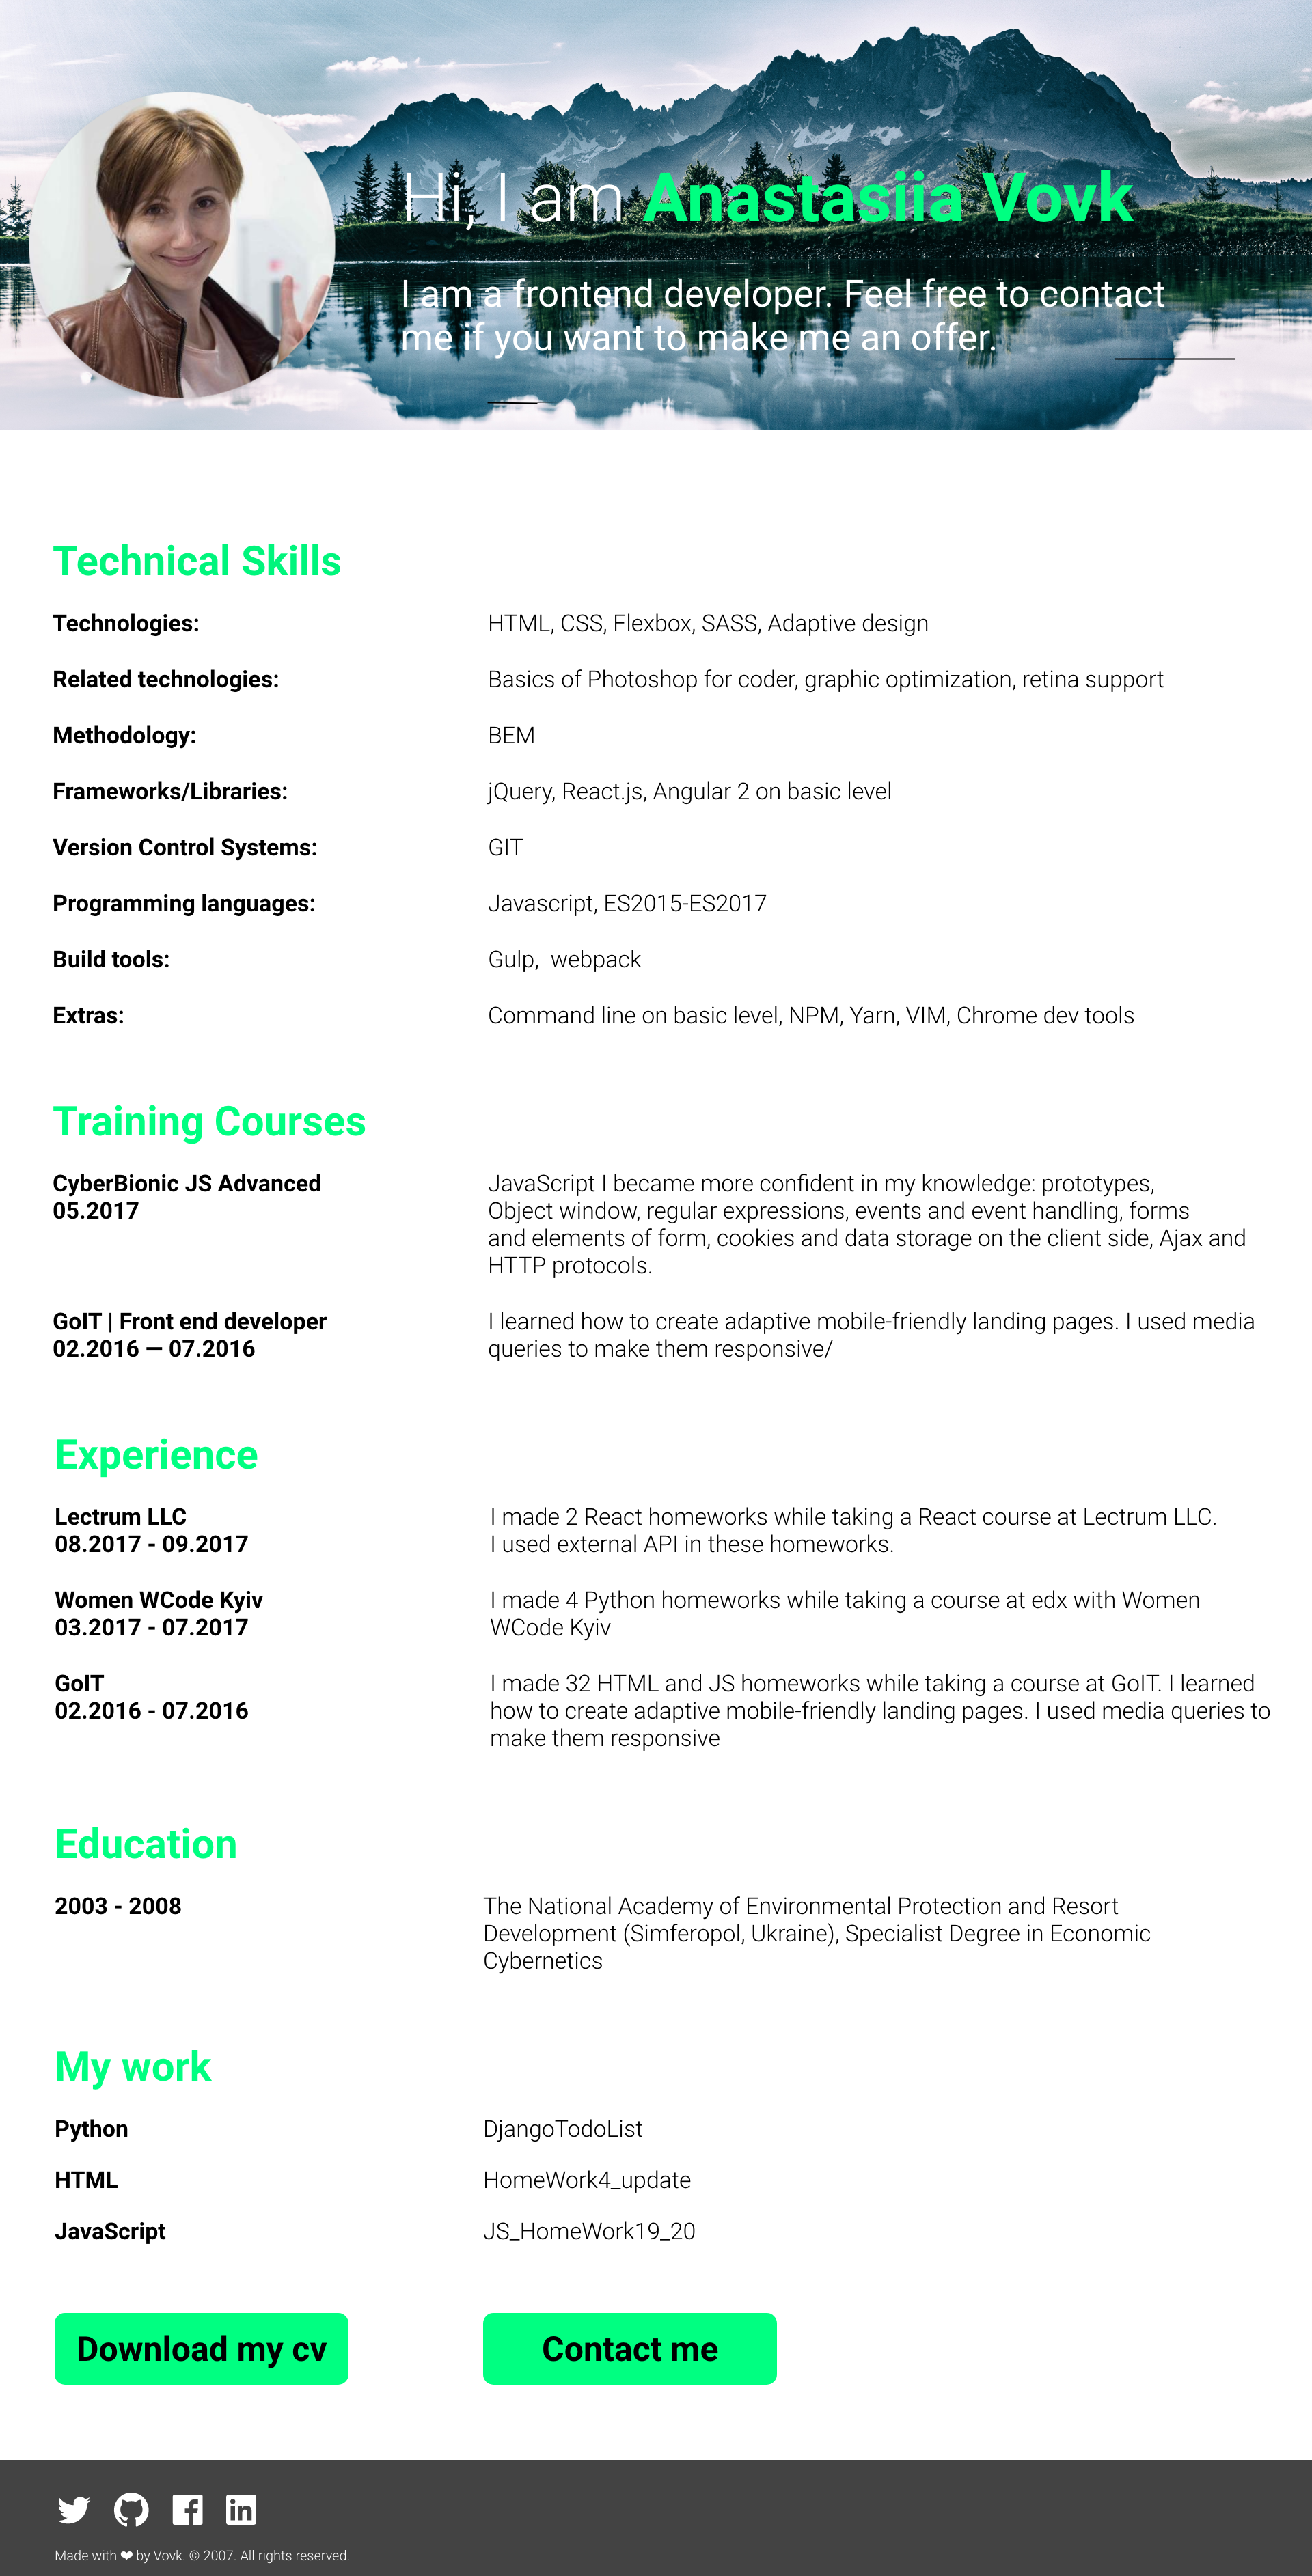 Hi, I am Anastasiia Vovk
I am a frontend developer. Feel free to contact
me if you want to make me an offer.
Technical Skills
Technologies: HTML, CSS, Flexbox, SASS, Adaptive design
Related technologies: Basics of Photoshop for coder, graphic optimization, retina support
Methodology: BEM
Frameworks/Libraries: jQuery, React.js, Angular 2 on basic level
Version Control Systems: GIT
Programming languages: Javascript, ES2015-ES2017
Build tools: Gulp,  webpack
Extras: Command line on basic level, NPM, Yarn, VIM, Chrome dev tools
Training Courses
CyberBionic JS Advanced
05.2017
JavaScript I became more confident in my knowledge: prototypes,
Object window, regular expressions, events and event handling, forms
and elements of form, cookies and data storage on the client side, Ajax and
HTTP protocols.
GoIT | Front end developer
02.2016 — 07.2016
I learned how to create adaptive mobile-friendly landing pages. I used media
queries to make them responsive/
Experience
Lectrum LLC
08.2017 - 09.2017
I made 2 React homeworks while taking a React course at Lectrum LLC.
I used external API in these homeworks.
Women WCode Kyiv
03.2017 - 07.2017
I made 4 Python homeworks while taking a course at edx with Women
WCode Kyiv
GoIT
02.2016 - 07.2016
I made 32 HTML and JS homeworks while taking a course at GoIT. I learned
how to create adaptive mobile-friendly landing pages. I used media queries to
make them responsive
Education
2003 - 2008
The National Academy of Environmental Protection and Resort
Development (Simferopol, Ukraine), Specialist Degree in Economic
Cybernetics
My work
Python DjangoTodoList
HTML HomeWork4_update
JavaScript JS_HomeWork19_20
Download my cv Contact me
Made with ❤ by Vovk. © 2007. All rights reserved.